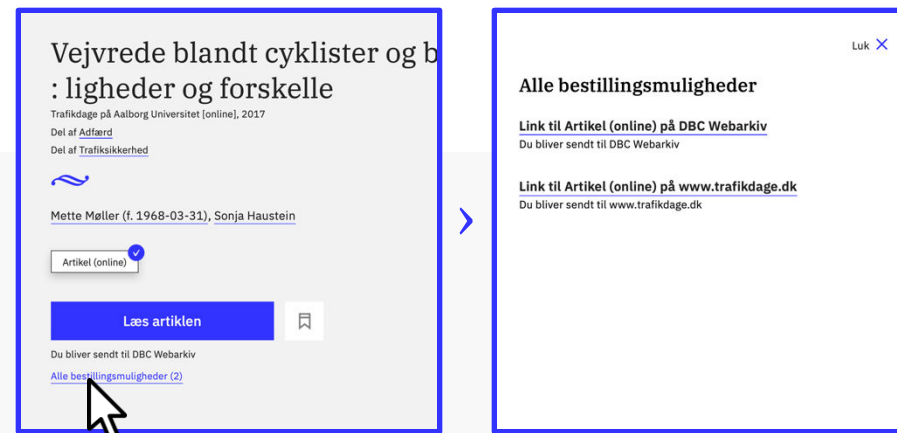 Vejvrede blandt cyklister og b
: ligheder og forskelle
Trafikdage på Aalborg Universitet [online], 2017
Del af Adfærd
Del af Trafiksikkerhed
Mette Møller (f. 1968-03-31), Sonja Haustein
Artikel (online)
Læs artiklen
Du bliver sendt til DBC Webarkiv
Alle bestillingsmuligheder (2)
Luk
Alle bestillingsmuligheder
Link til Artikel (online) på DBC Webarkiv
Du bliver sendt til DBC Webarkiv
Link til Artikel (online) på www.trafikdage.dk
Du bliver sendt til www.trafikdage.dk